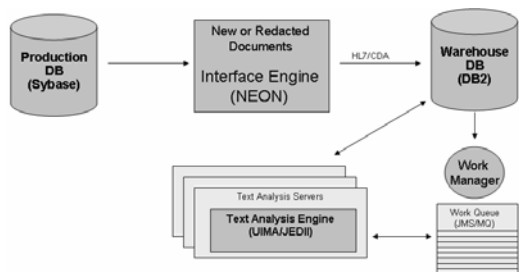 Production
DB
(Sybase)
New or Redacted
Documents
Interface Engine
(NEON)
HL7/CDA
Warehouse
DB
(DB2)
Work
Manager
Text Analysis Servers
Text Analysis Engine
(UIMA/JEDII)
Work Queue
(JMS/MQ)